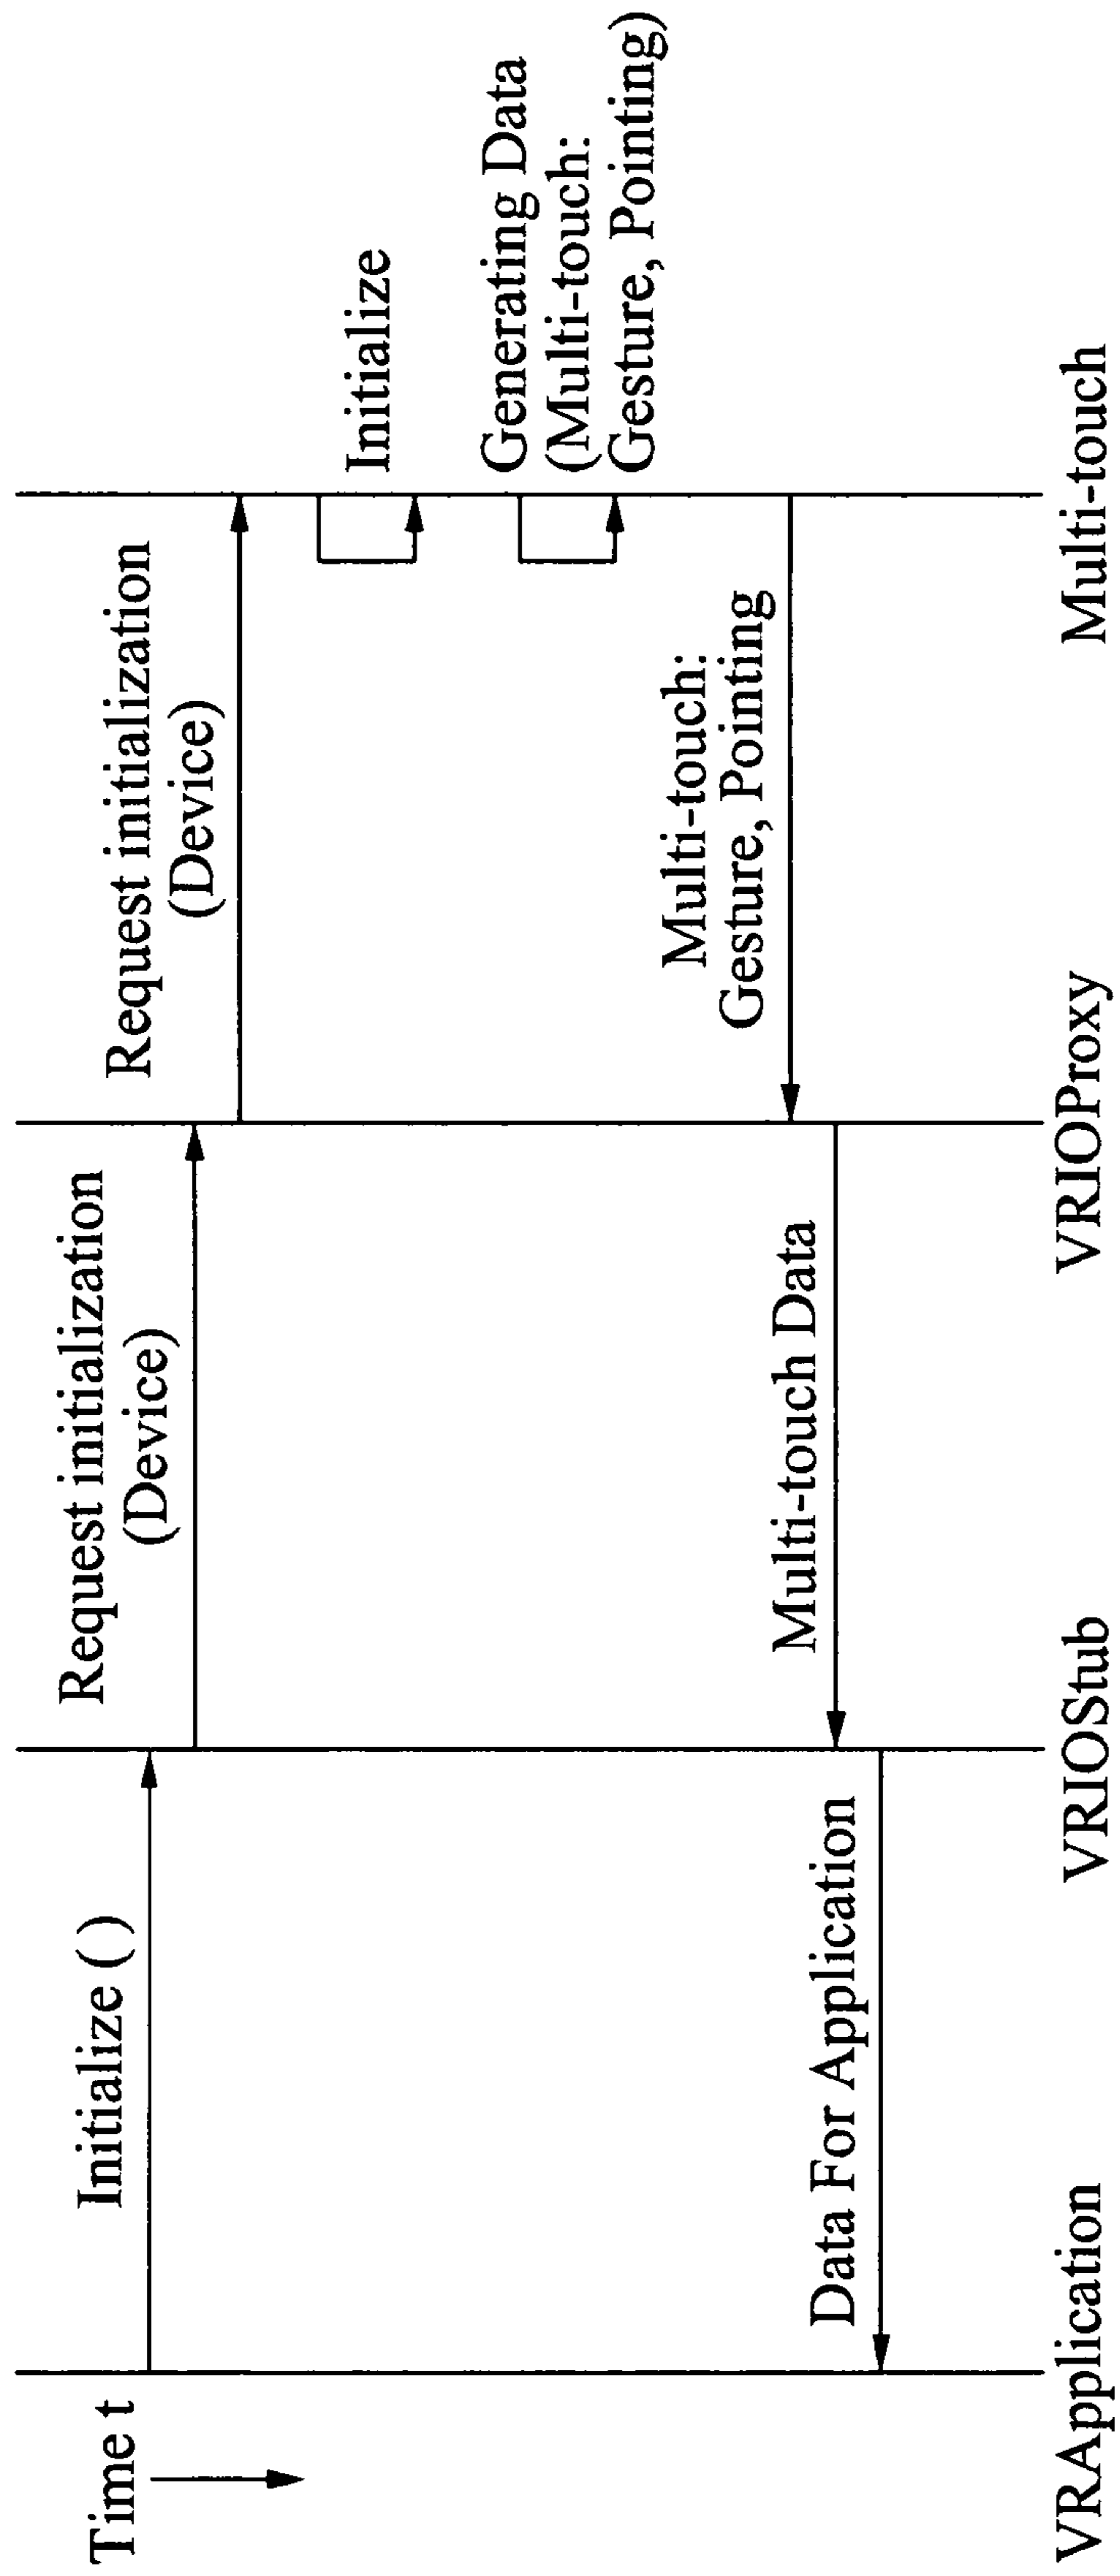 Time t
Initialize ( )
Request initialization
(Device)
Request initialization
(Device)
Initialize
Generating Data
(Multi-touch:
Gesture, Pointing)
Multi-touch:
Gesture, Pointing
Multi-touch Data
Data For Application
VRApplication
VRIOStub
VRIOProxy
Multi-touch